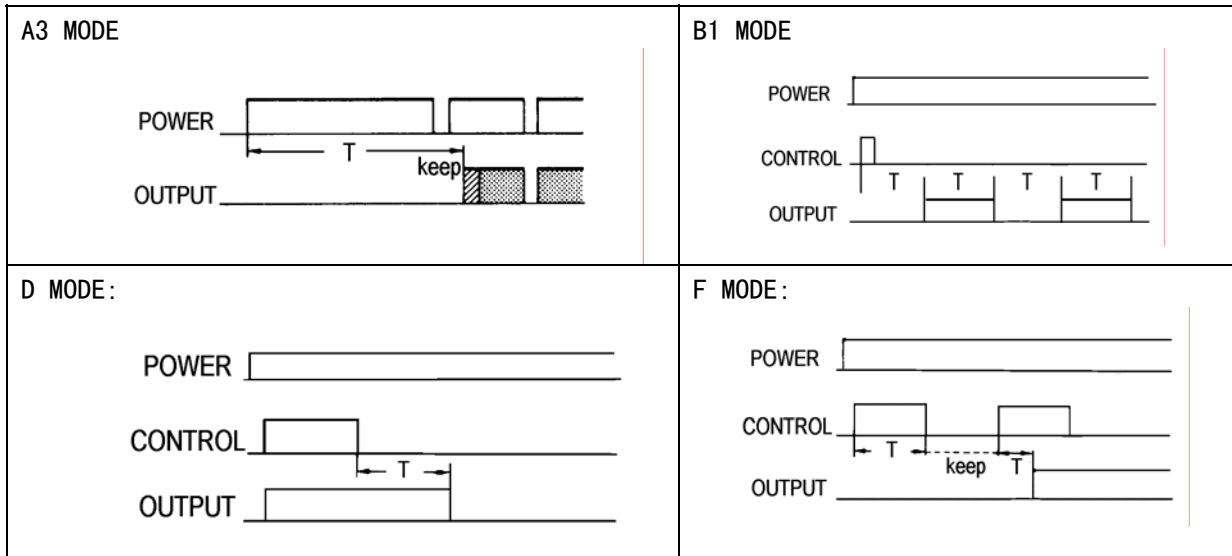 A3 MODE
POWER
T
keep
OUTPUT
B1 MODE
POWER
CONTROL
T T T T
OUTPUT
D MODE:
POWER
CONTROL
T
OUTPUT
F MODE:
POWER
CONTROL
T
keep T
OUTPUT